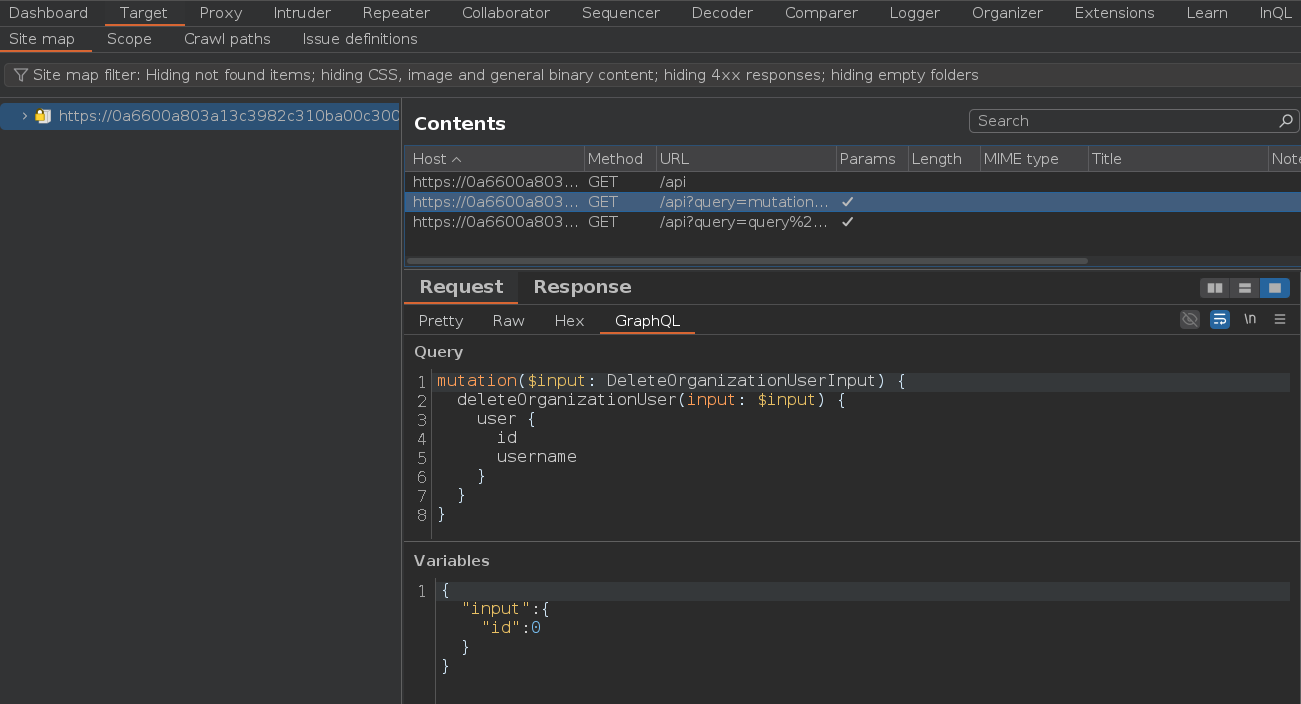 Dashboard Target Proxy Intruder Repeater Collaborator Sequencer Decoder Comparer Logger Organizer Extensions Learn InQL
Site map Scope Crawl paths Issue definitions
Site map filter: Hiding not found items; hiding CSS, image and general binary content; hiding 4xx responses; hiding empty folders
https://0a6600a803a13c3982c310ba00c300
Contents
Search
Host Method URL Params Length MIME type Title Note
https://0a6600a803... GET /api
https://0a6600a803... GET /api?query=mutation... ✓
https://0a6600a803... GET /api?query=query%2... ✓
Request Response
Pretty Raw Hex GraphQL \n
Query
1 mutation($input: DeleteOrganizationUserInput) {
2   deleteOrganizationUser(input: $input) {
3     user {
4       id
5       username
6     }
7   }
8 }
Variables
1 {
  "input":{
    "id":0
  }
}